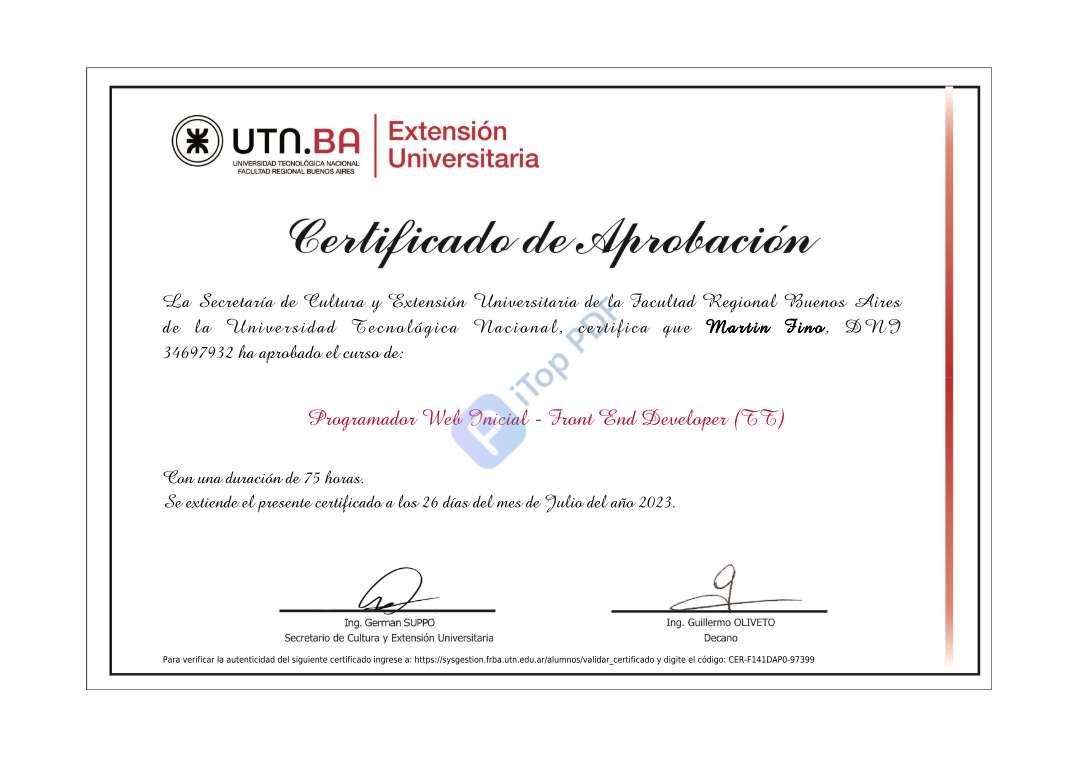 UTN.BA
UNIVERSIDAD TECNOLÓGICA NACIONAL
FACULTAD REGIONAL BUENOS AIRES
Extensión
Universitaria
Certificado de Aprobación
La Secretaría de Cultura y Extensión Universitaria de la Facultad Regional Buenos Aires
de la Universidad Tecnológica Nacional, certifica que Martin Fino, DNI
34697932 ha aprobado el curso de:
iTop PDF
Programador Web Inicial - Front End Developer (TT)
Con una duración de 75 horas.
Se extiende el presente certificado a los 26 días del mes de Julio del año 2023.
Ing. German SUPPO
Secretario de Cultura y Extensión Universitaria
Ing. Guillermo OLIVETO
Decano
Para verificar la autenticidad del siguiente certificado ingrese a: https://sysgestion.frba.utn.edu.ar/alumnos/validar_certificado y digite el código: CER-F141DAP0-97399